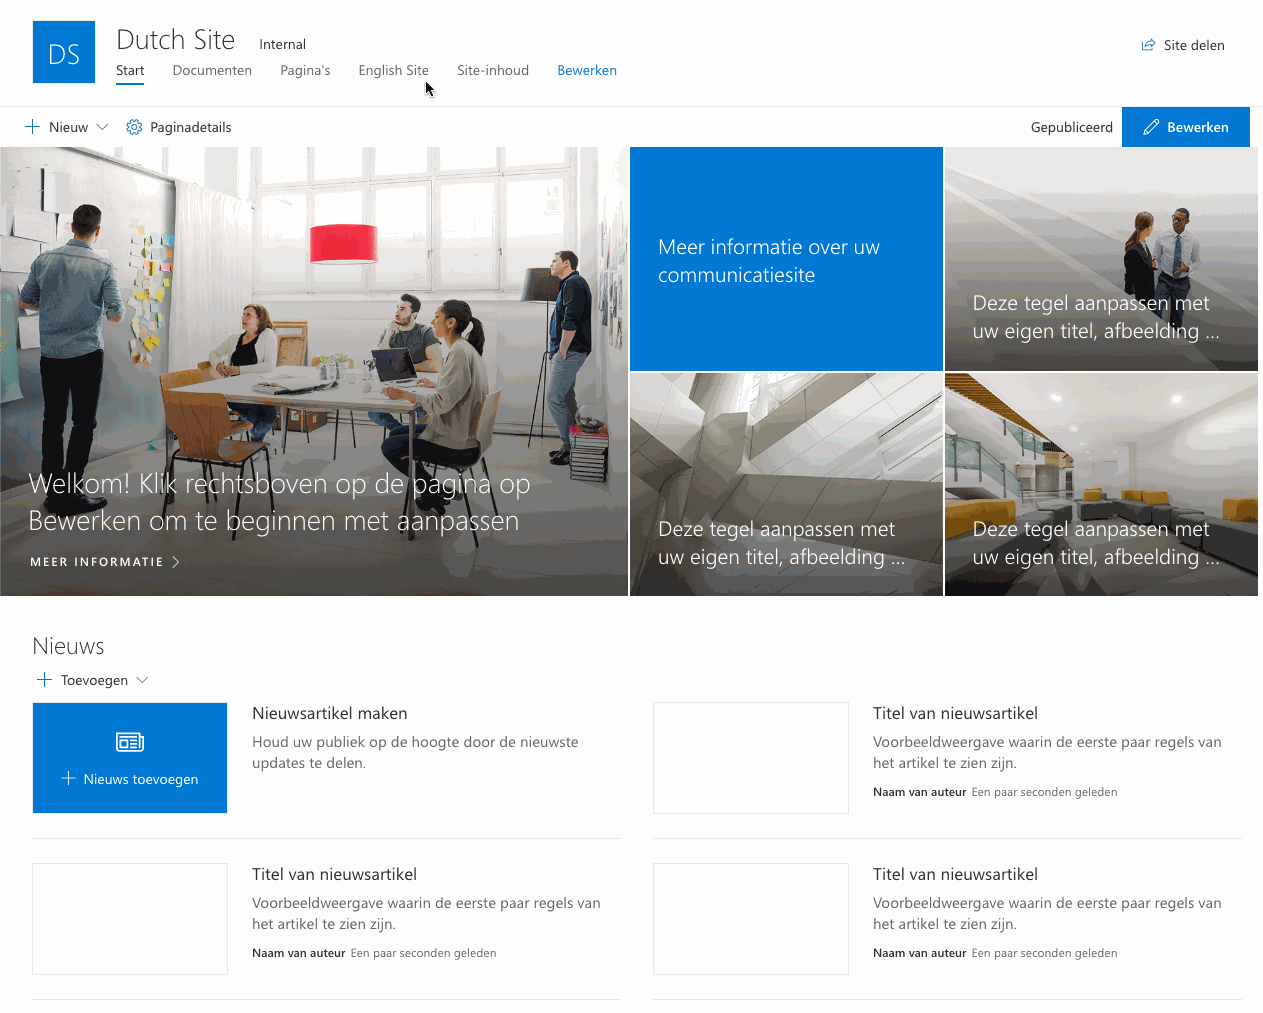 DS
Dutch Site
Internal
Start
Documenten
Pagina's
English Site
Site-inhoud
Bewerken
Site delen
Nieuw
Paginadetails
Gepubliceerd
Bewerken
Welkom! Klik rechtsboven op de pagina op
Bewerken om te beginnen met aanpassen
MEER INFORMATIE
Meer informatie over uw
communicatiesite
Deze tegel aanpassen met
uw eigen titel, afbeelding ...
Deze tegel aanpassen met
uw eigen titel, afbeelding ...
Deze tegel aanpassen met
uw eigen titel, afbeelding ...
Nieuws
Toevoegen
Nieuws toevoegen
Nieuwsartikel maken
Houd uw publiek op de hoogte door de nieuwste
updates te delen.
Titel van nieuwsartikel
Voorbeeldweergave waarin de eerste paar regels van
het artikel te zien zijn.
Naam van auteur Een paar seconden geleden
Titel van nieuwsartikel
Voorbeeldweergave waarin de eerste paar regels van
het artikel te zien zijn.
Naam van auteur Een paar seconden geleden
Titel van nieuwsartikel
Voorbeeldweergave waarin de eerste paar regels van
het artikel te zien zijn.
Naam van auteur Een paar seconden geleden